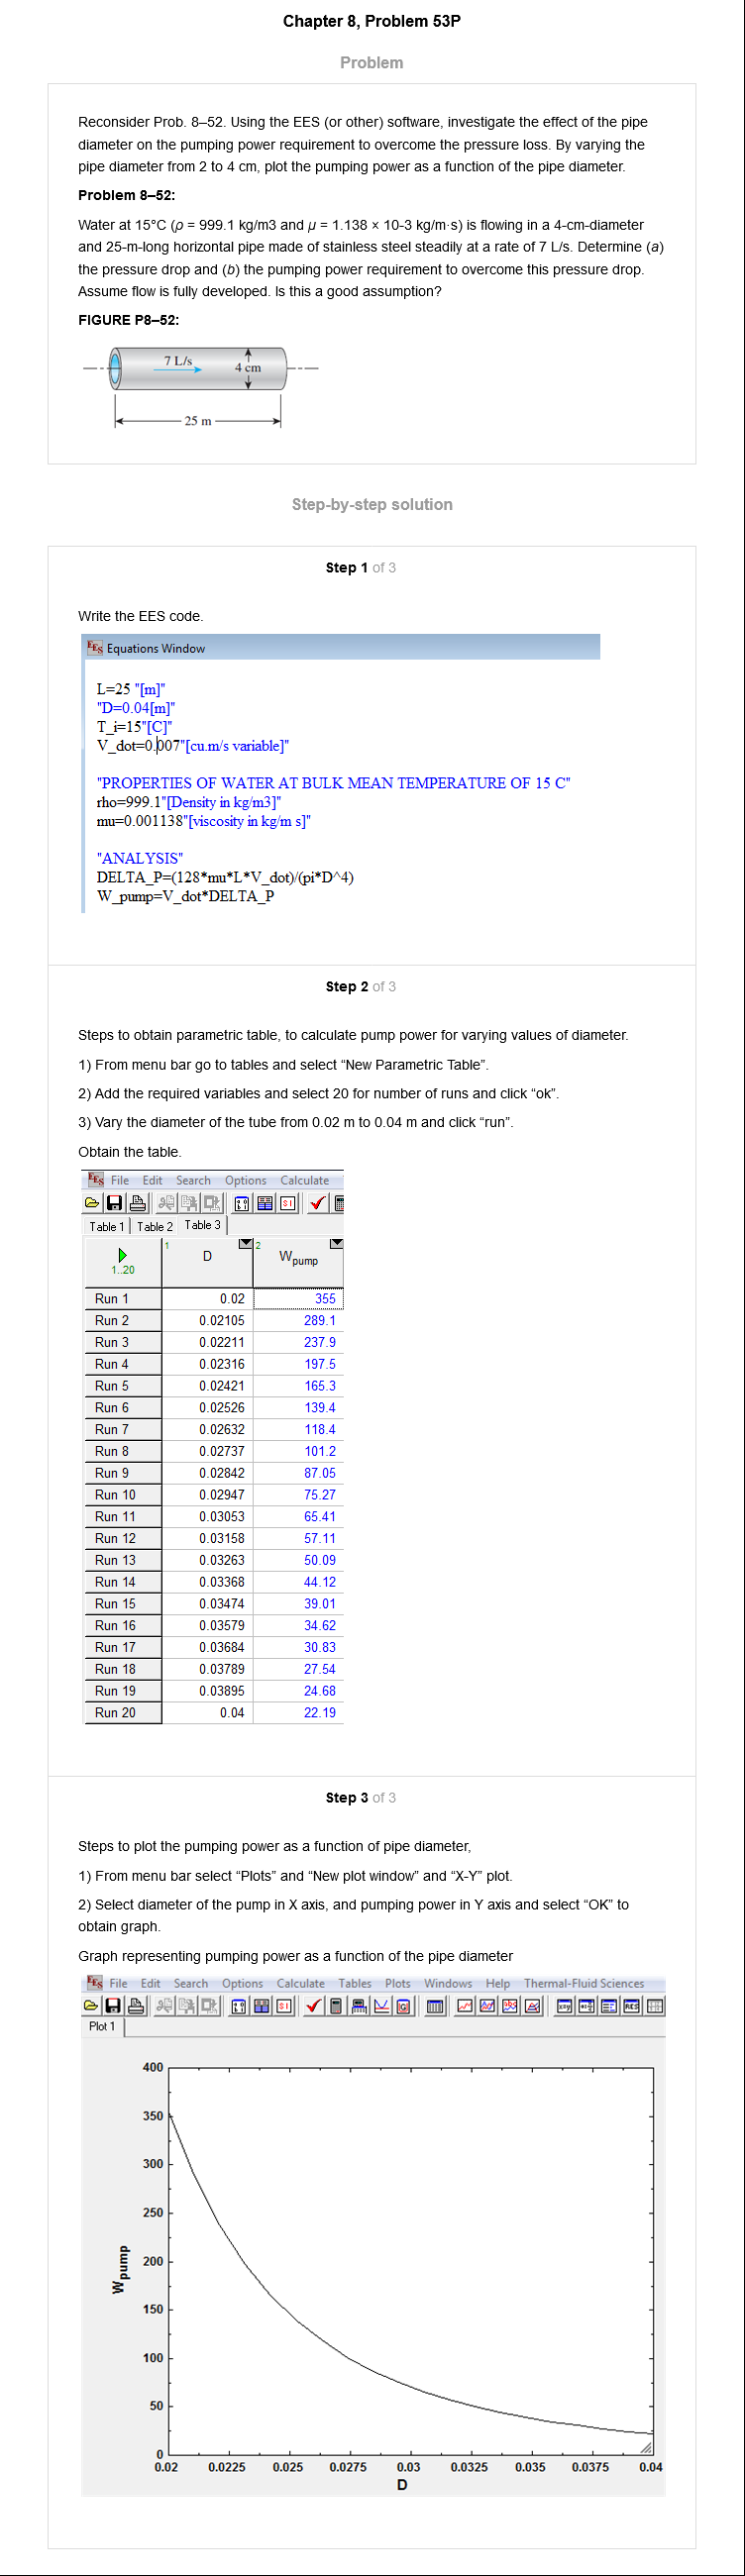 Chapter 8, Problem 53P
Problem
Reconsider Prob. 8–52. Using the EES (or other) software, investigate the effect of the pipe
diameter on the pumping power requirement to overcome the pressure loss. By varying the
pipe diameter from 2 to 4 cm, plot the pumping power as a function of the pipe diameter.
Problem 8–52:
Water at 15°C (ρ = 999.1 kg/m3 and μ = 1.138 × 10-3 kg/m·s) is flowing in a 4-cm-diameter
and 25-m-long horizontal pipe made of stainless steel steadily at a rate of 7 L/s. Determine (a)
the pressure drop and (b) the pumping power requirement to overcome this pressure drop.
Assume flow is fully developed. Is this a good assumption?
FIGURE P8–52:
7 L/s
4 cm
25 m
Step-by-step solution
Step 1 of 3
Write the EES code.
EES Equations Window
L=25 "[m]"
"D=0.04[m]"
T_i=15"[C]"
V_dot=0.007"[cu.m/s variable]"
"PROPERTIES OF WATER AT BULK MEAN TEMPERATURE OF 15 C"
rho=999.1"[Density in kg/m3]"
mu=0.001138"[viscosity in kg/m s]"
"ANALYSIS"
DELTA_P=(128*mu*L*V_dot)/(pi*D^4)
W_pump=V_dot*DELTA_P
Step 2 of 3
Steps to obtain parametric table, to calculate pump power for varying values of diameter.
1) From menu bar go to tables and select “New Parametric Table”.
2) Add the required variables and select 20 for number of runs and click “ok”.
3) Vary the diameter of the tube from 0.02 m to 0.04 m and click “run”.
Obtain the table.
EES File Edit Search Options Calculate
Table 1 Table 2 Table 3
1..20 1 D 2 Wpump
Run 1 0.02 355
Run 2 0.02105 289.1
Run 3 0.02211 237.9
Run 4 0.02316 197.5
Run 5 0.02421 165.3
Run 6 0.02526 139.4
Run 7 0.02632 118.4
Run 8 0.02737 101.2
Run 9 0.02842 87.05
Run 10 0.02947 75.27
Run 11 0.03053 65.41
Run 12 0.03158 57.11
Run 13 0.03263 50.09
Run 14 0.03368 44.12
Run 15 0.03474 39.01
Run 16 0.03579 34.62
Run 17 0.03684 30.83
Run 18 0.03789 27.54
Run 19 0.03895 24.68
Run 20 0.04 22.19
Step 3 of 3
Steps to plot the pumping power as a function of pipe diameter,
1) From menu bar select “Plots” and “New plot window” and “X-Y” plot.
2) Select diameter of the pump in X axis, and pumping power in Y axis and select “OK” to
obtain graph.
Graph representing pumping power as a function of the pipe diameter
EES File Edit Search Options Calculate Tables Plots Windows Help Thermal-Fluid Sciences
Plot 1
400
350
300
250
200
150
100
50
0
Wpump
0.02 0.0225 0.025 0.0275 0.03 0.0325 0.035 0.0375 0.04
D